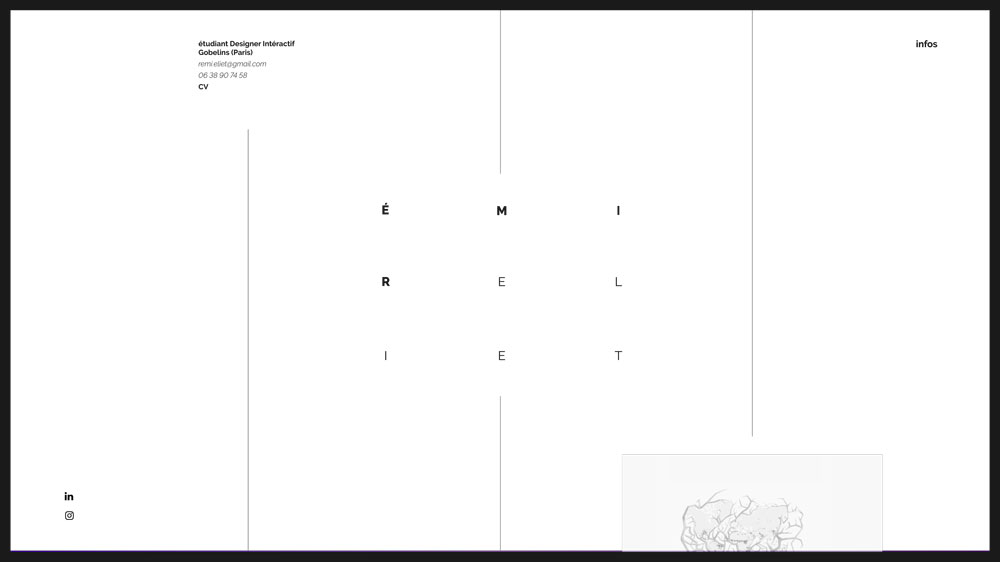 étudiant Designer Intéractif
Gobelins (Paris)
remi.eliet@gmail.com
06 38 90 74 58
CV
infos
É M I
R E L
I E T
in